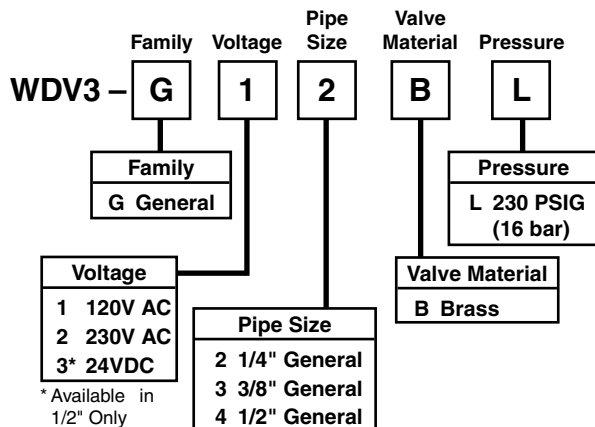 Family Voltage Pipe Size Valve Material Pressure
WDV3 – G 1 2 B L
Family
G General
Pressure
L 230 PSIG
(16 bar)
Voltage
1 120V AC
2 230V AC
3* 24VDC
* Available in
1/2" Only
Pipe Size
2 1/4" General
3 3/8" General
4 1/2" General
Valve Material
B Brass